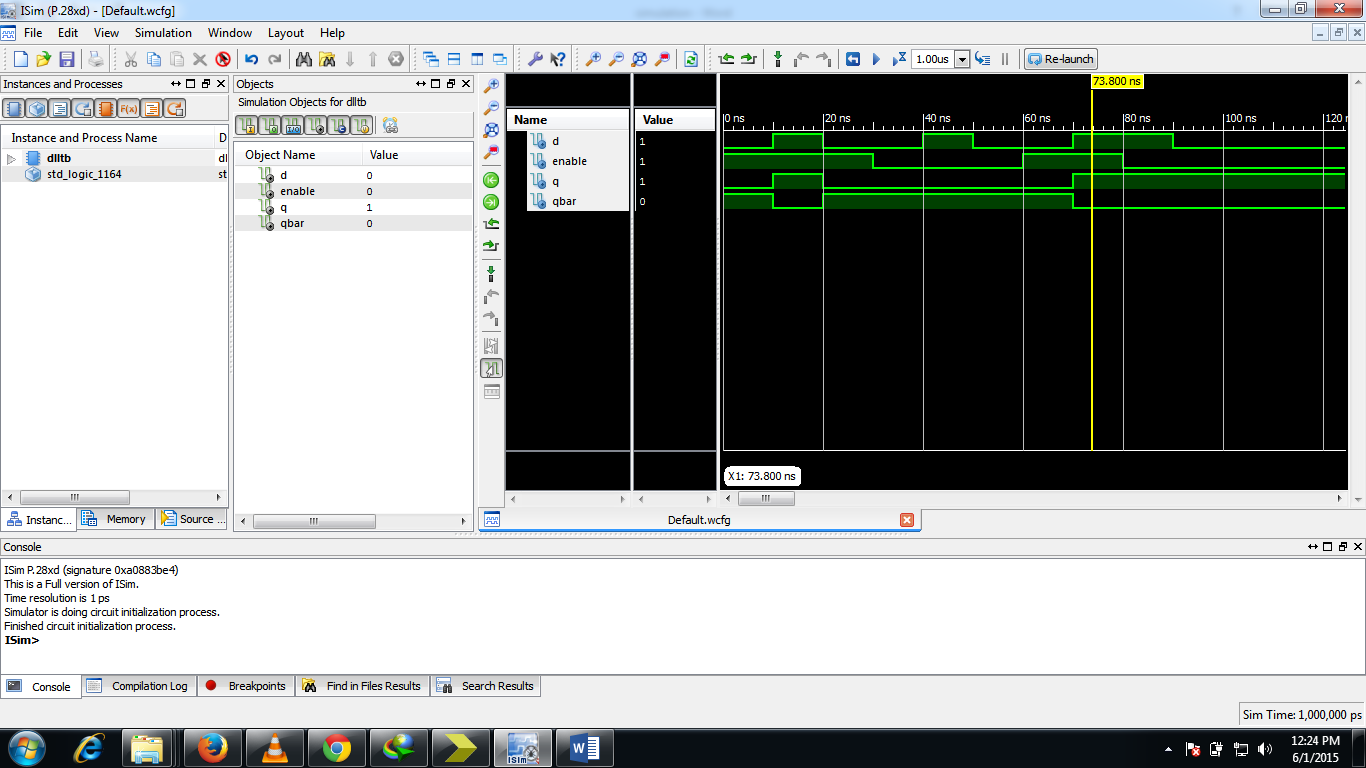 ISim (P.28xd) - [Default.wcfg]
File Edit View Simulation Window Layout Help
1.00us Re-launch
Instances and Processes
Instance and Process Name D
dlltb dl
std_logic_1164 st
Instanc... Memory Source ...
Objects
Simulation Objects for dlltb
Object Name Value
d 0
enable 0
q 1
qbar 0
Name Value
d 1
enable 1
q 1
qbar 0
73.800 ns
0 ns 20 ns 40 ns 60 ns 80 ns 100 ns 120 n
X1: 73.800 ns
Default.wcfg
Console
ISim P.28xd (signature 0xa0883be4)
This is a Full version of ISim.
Time resolution is 1 ps
Simulator is doing circuit initialization process.
Finished circuit initialization process.
ISim>
Console Compilation Log Breakpoints Find in Files Results Search Results
Sim Time: 1,000,000 ps
12:24 PM
6/1/2015